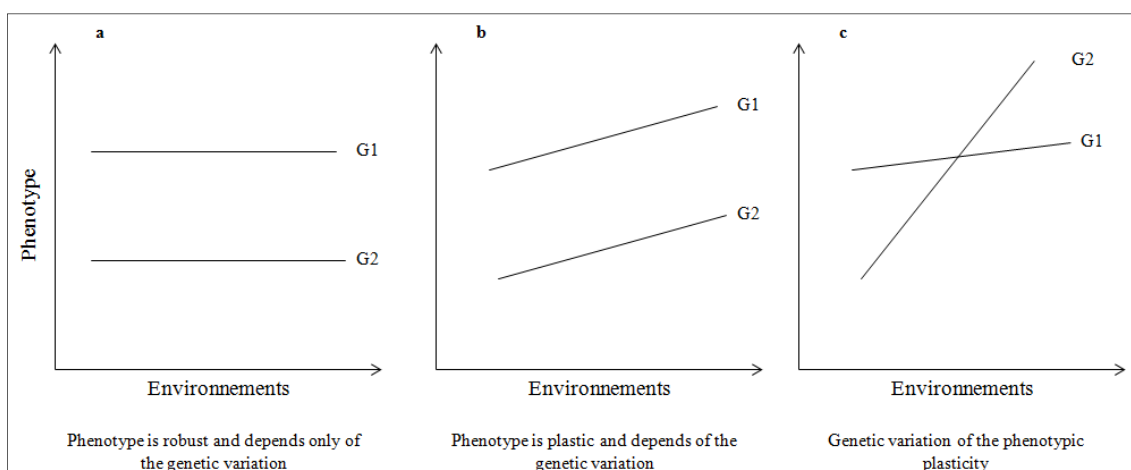 a
Phenotype
G1
G2
Environnements
Phenotype is robust and depends only of
the genetic variation
b
G1
G2
Environnements
Phenotype is plastic and depends of the
genetic variation
c
G2
G1
Environnements
Genetic variation of the phenotypic
plasticity